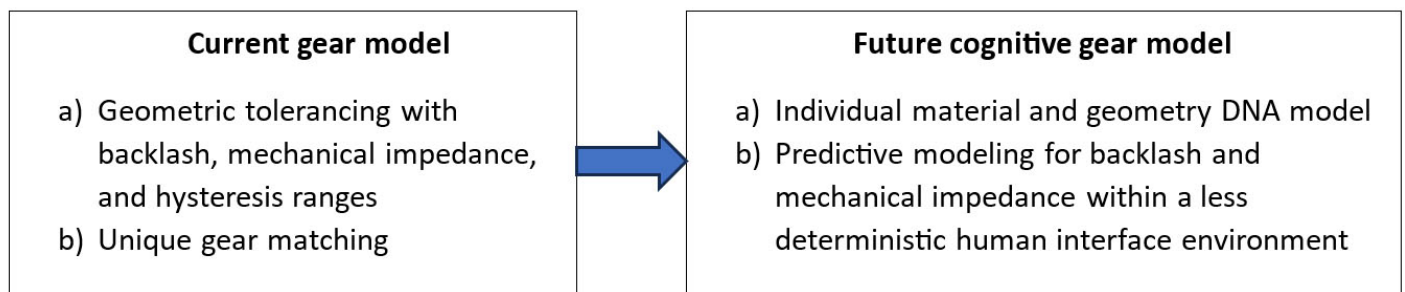 Current gear model
a) Geometric tolerancing with
backlash, mechanical impedance,
and hysteresis ranges
b) Unique gear matching
Future cognitive gear model
a) Individual material and geometry DNA model
b) Predictive modeling for backlash and
mechanical impedance within a less
deterministic human interface environment